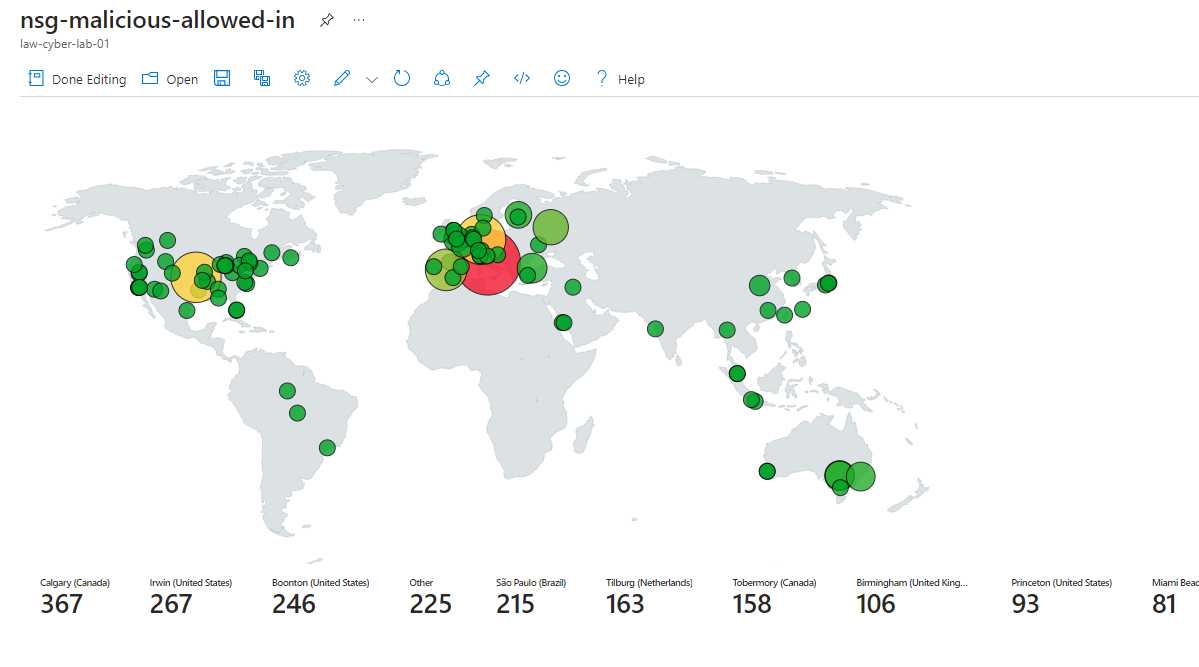 nsg-malicious-allowed-in
law-cyber-lab-01
Done Editing Open Help
Calgary (Canada) Irwin (United States) Boonton (United States) Other São Paulo (Brazil) Tilburg (Netherlands) Tobermory (Canada) Birmingham (United King... Princeton (United States) Miami Beac
367 267 246 225 215 163 158 106 93 81